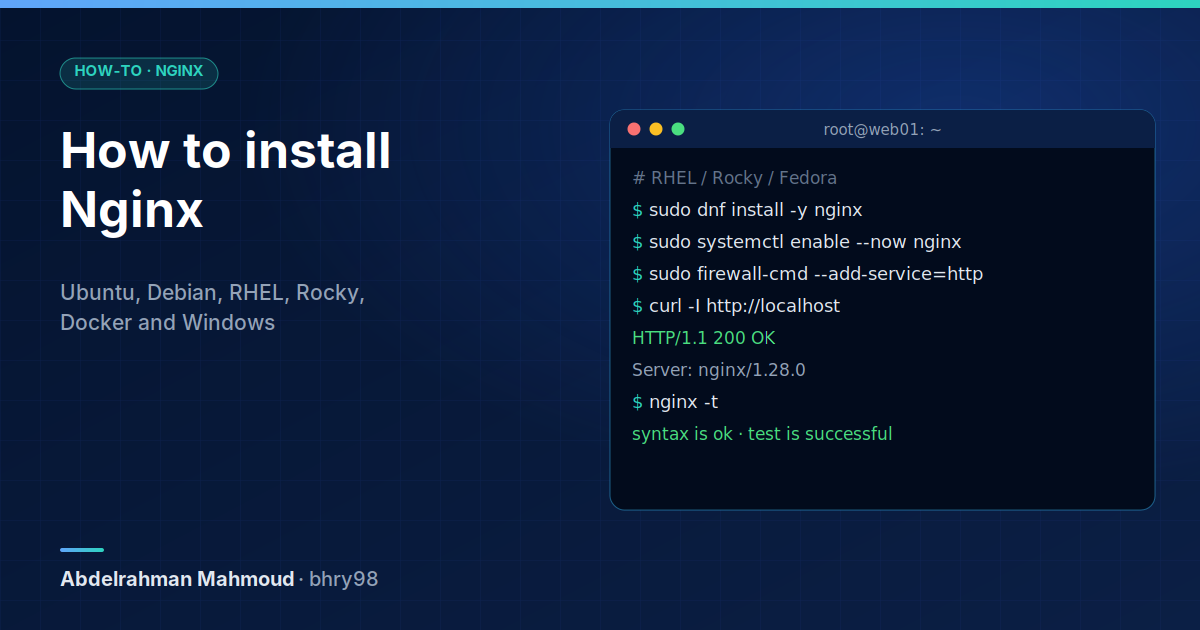 HOW-TO · NGINX
How to install
Nginx
Ubuntu, Debian, RHEL, Rocky,
Docker and Windows
Abdelrahman Mahmoud · bhry98
root@web01: ~
# RHEL / Rocky / Fedora
$ sudo dnf install -y nginx
$ sudo systemctl enable --now nginx
$ sudo firewall-cmd --add-service=http
$ curl -I http://localhost
HTTP/1.1 200 OK
Server: nginx/1.28.0
$ nginx -t
syntax is ok · test is successful